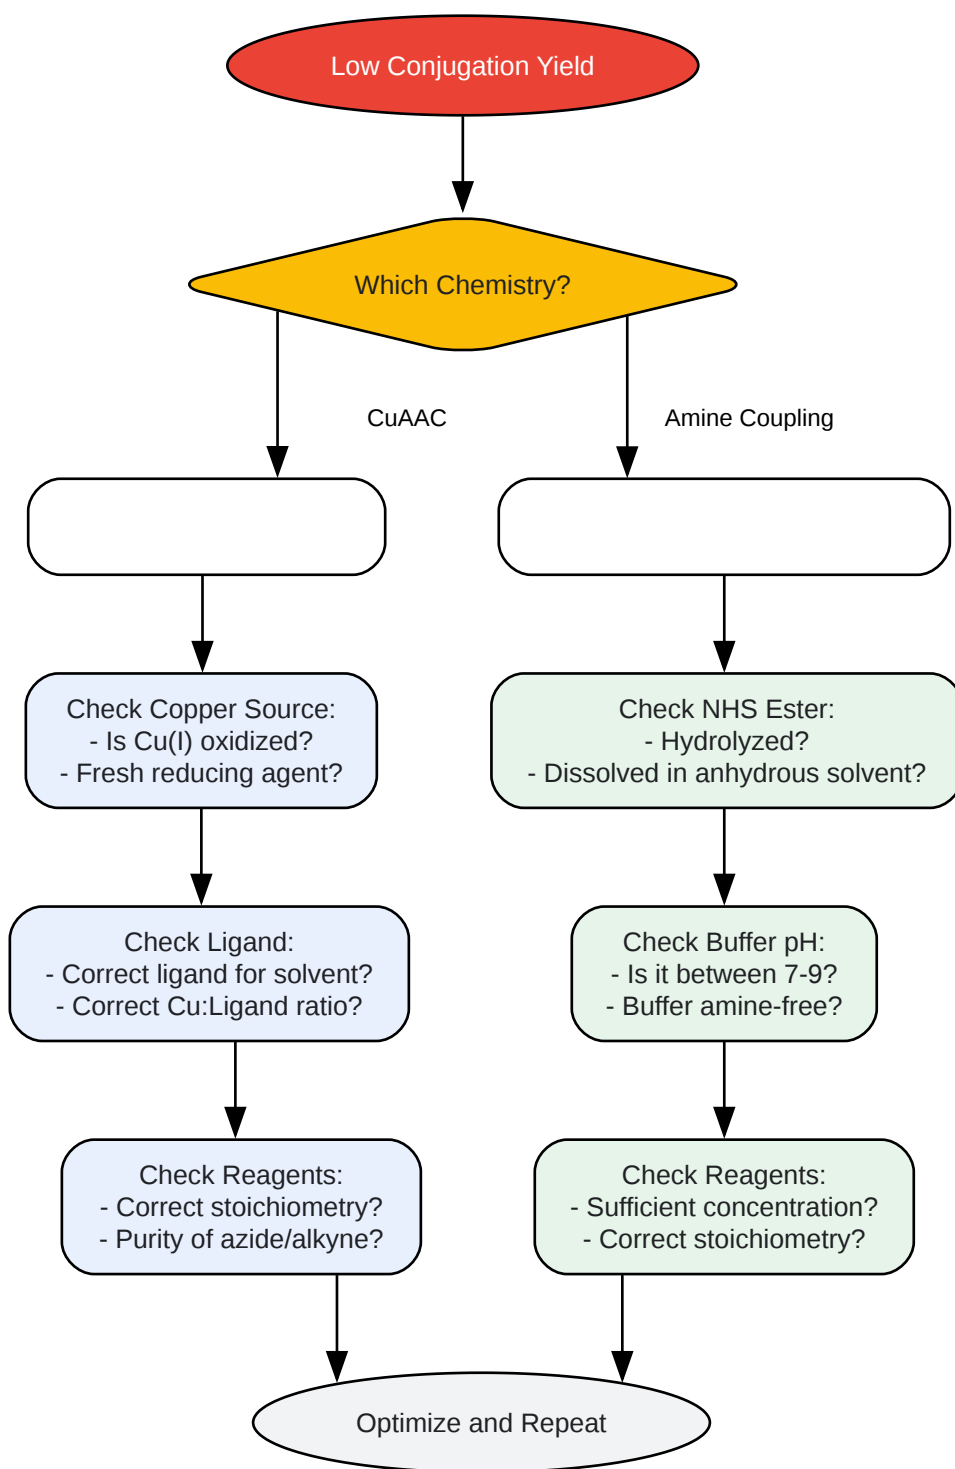 Low Conjugation Yield
Which Chemistry?
CuAAC
Amine Coupling
Check Copper Source:
- Is Cu(I) oxidized?
- Fresh reducing agent?
Check NHS Ester:
- Hydrolyzed?
- Dissolved in anhydrous solvent?
Check Ligand:
- Correct ligand for solvent?
- Correct Cu:Ligand ratio?
Check Buffer pH:
- Is it between 7-9?
- Buffer amine-free?
Check Reagents:
- Correct stoichiometry?
- Purity of azide/alkyne?
Check Reagents:
- Sufficient concentration?
- Correct stoichiometry?
Optimize and Repeat